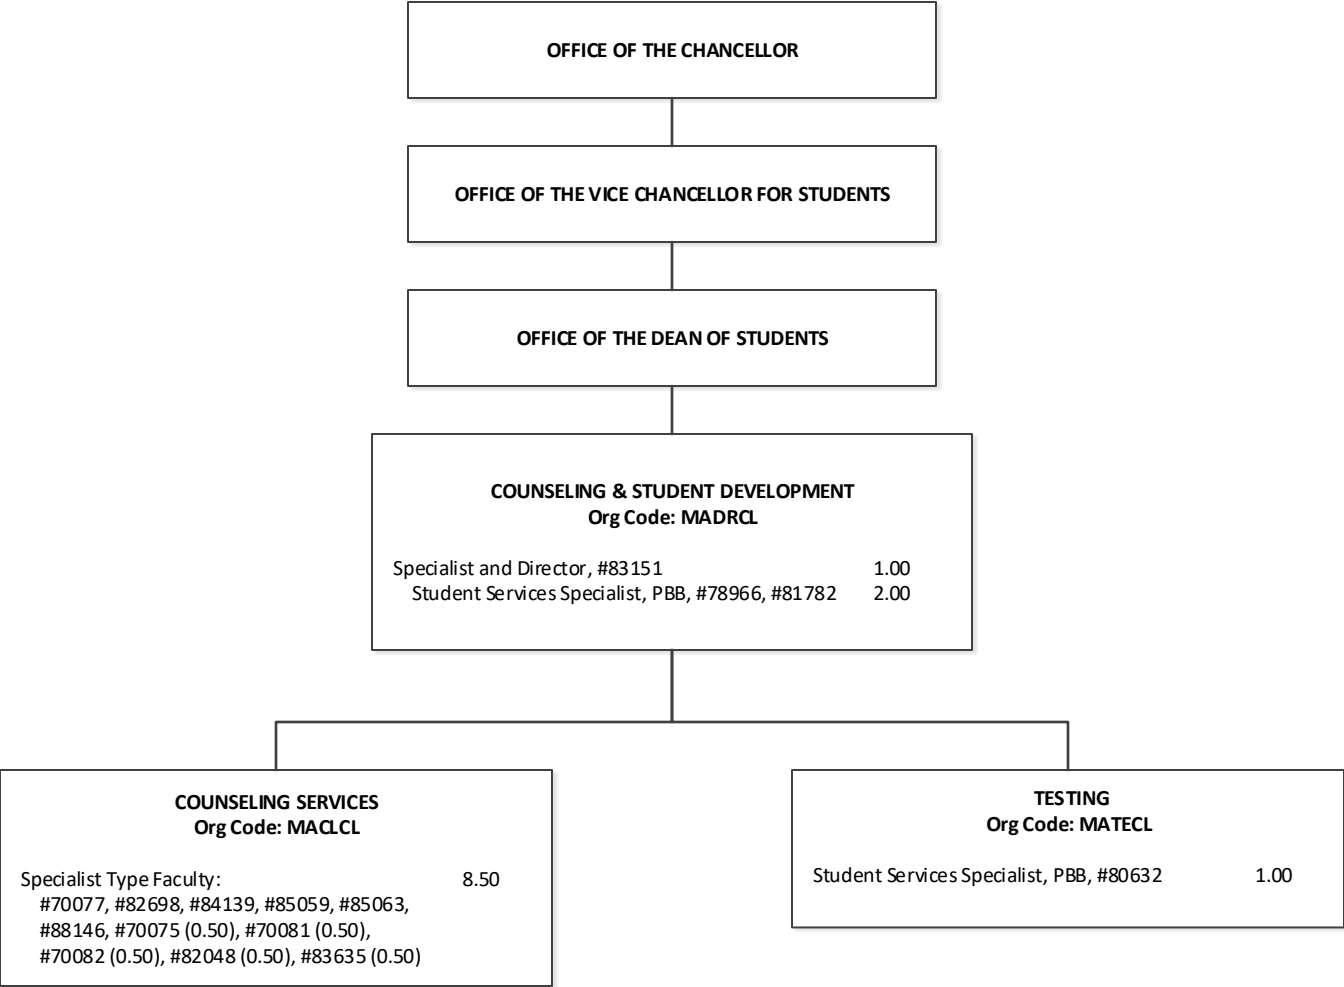 OFFICE OF THE CHANCELLOR
OFFICE OF THE VICE CHANCELLOR FOR STUDENTS
OFFICE OF THE DEAN OF STUDENTS
COUNSELING & STUDENT DEVELOPMENT
Org Code: MADRCL
Specialist and Director, #83151 1.00
Student Services Specialist, PBB, #78966, #81782 2.00
COUNSELING SERVICES
Org Code: MACLCL
Specialist Type Faculty: 8.50
#70077, #82698, #84139, #85059, #85063,
#88146, #70075 (0.50), #70081 (0.50),
#70082 (0.50), #82048 (0.50), #83635 (0.50)
TESTING
Org Code: MATECL
Student Services Specialist, PBB, #80632 1.00